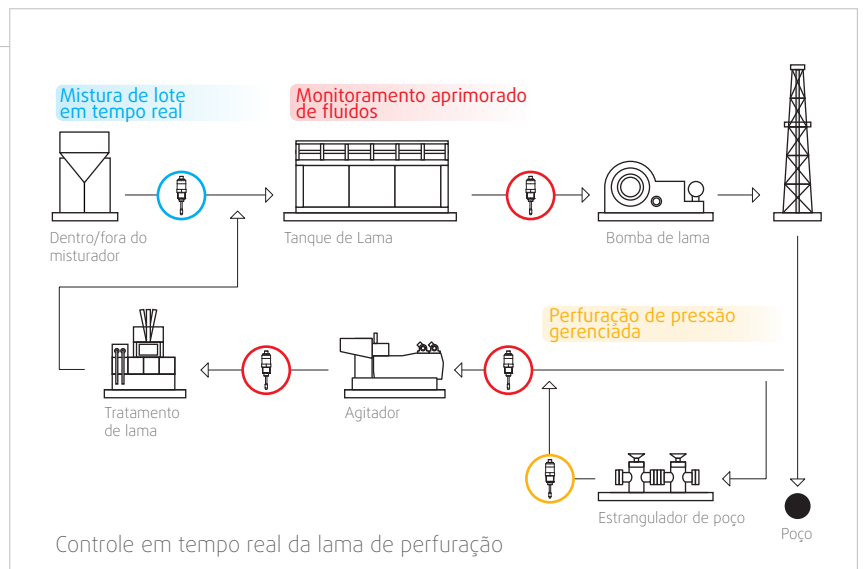 Mistura de lote
em tempo real
Monitoramento aprimorado
de fluidos
Dentro/fora do
misturador
Tanque de Lama
Bomba de lama
Perfuração de pressão
gerenciada
Tratamento
de lama
Agitador
Estrangulador de poço
Poço
Controle em tempo real da lama de perfuração